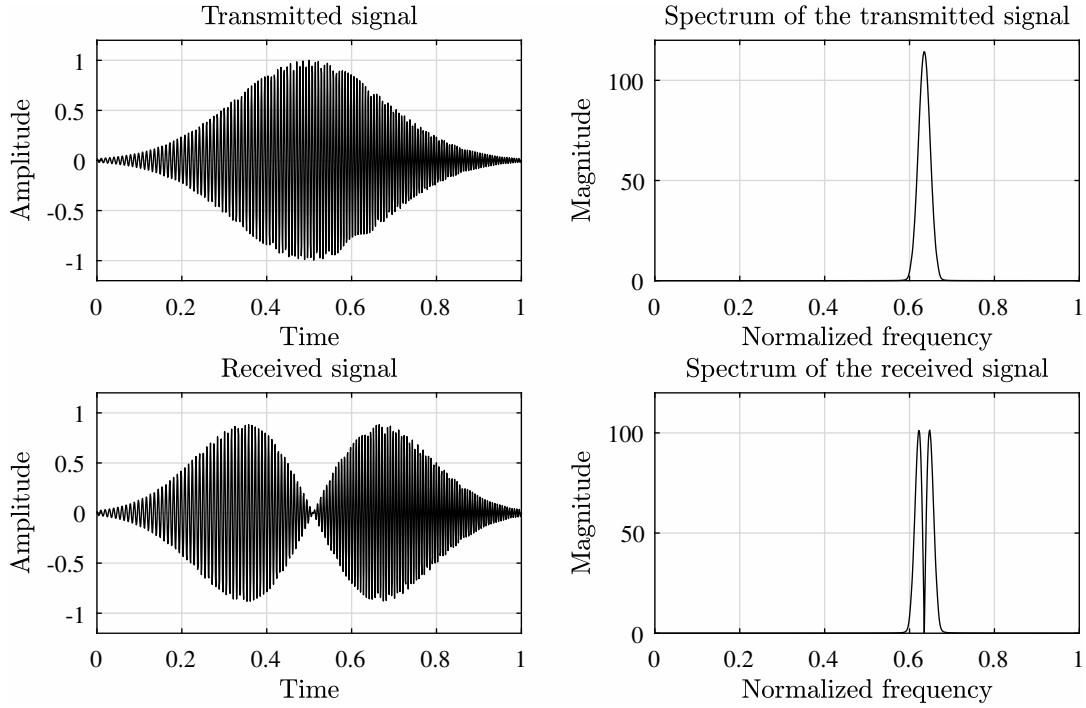 Transmitted signal
1
0.5
0
-0.5
-1
Amplitude
0 0.2 0.4 0.6 0.8 1
Time
Spectrum of the transmitted signal
100
50
0
Magnitude
0 0.2 0.4 0.6 0.8 1
Normalized frequency
Received signal
1
0.5
0
-0.5
-1
Amplitude
0 0.2 0.4 0.6 0.8 1
Time
Spectrum of the received signal
100
50
0
Magnitude
0 0.2 0.4 0.6 0.8 1
Normalized frequency